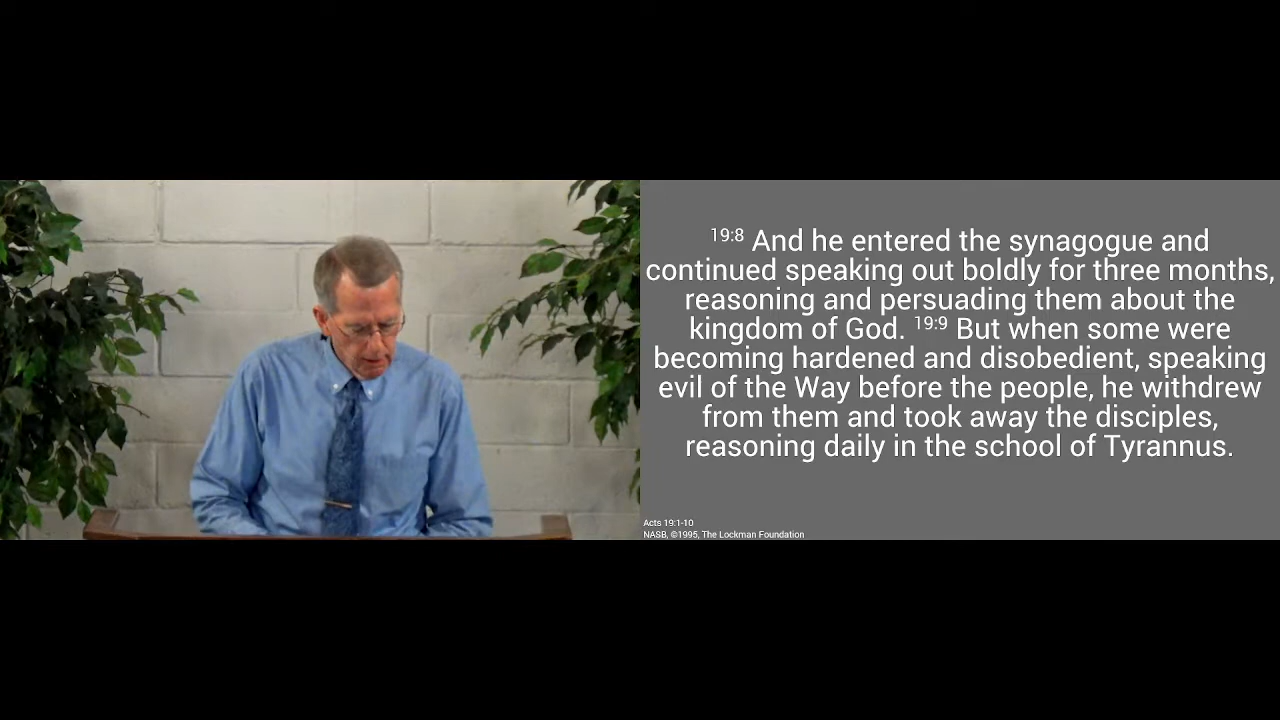 19:8 And he entered the synagogue and
continued speaking out boldly for three months,
reasoning and persuading them about the
kingdom of God. 19:9 But when some were
becoming hardened and disobedient, speaking
evil of the Way before the people, he withdrew
from them and took away the disciples,
reasoning daily in the school of Tyrannus.
Acts 19:1-10
NASB, ©1995, The Lockman Foundation